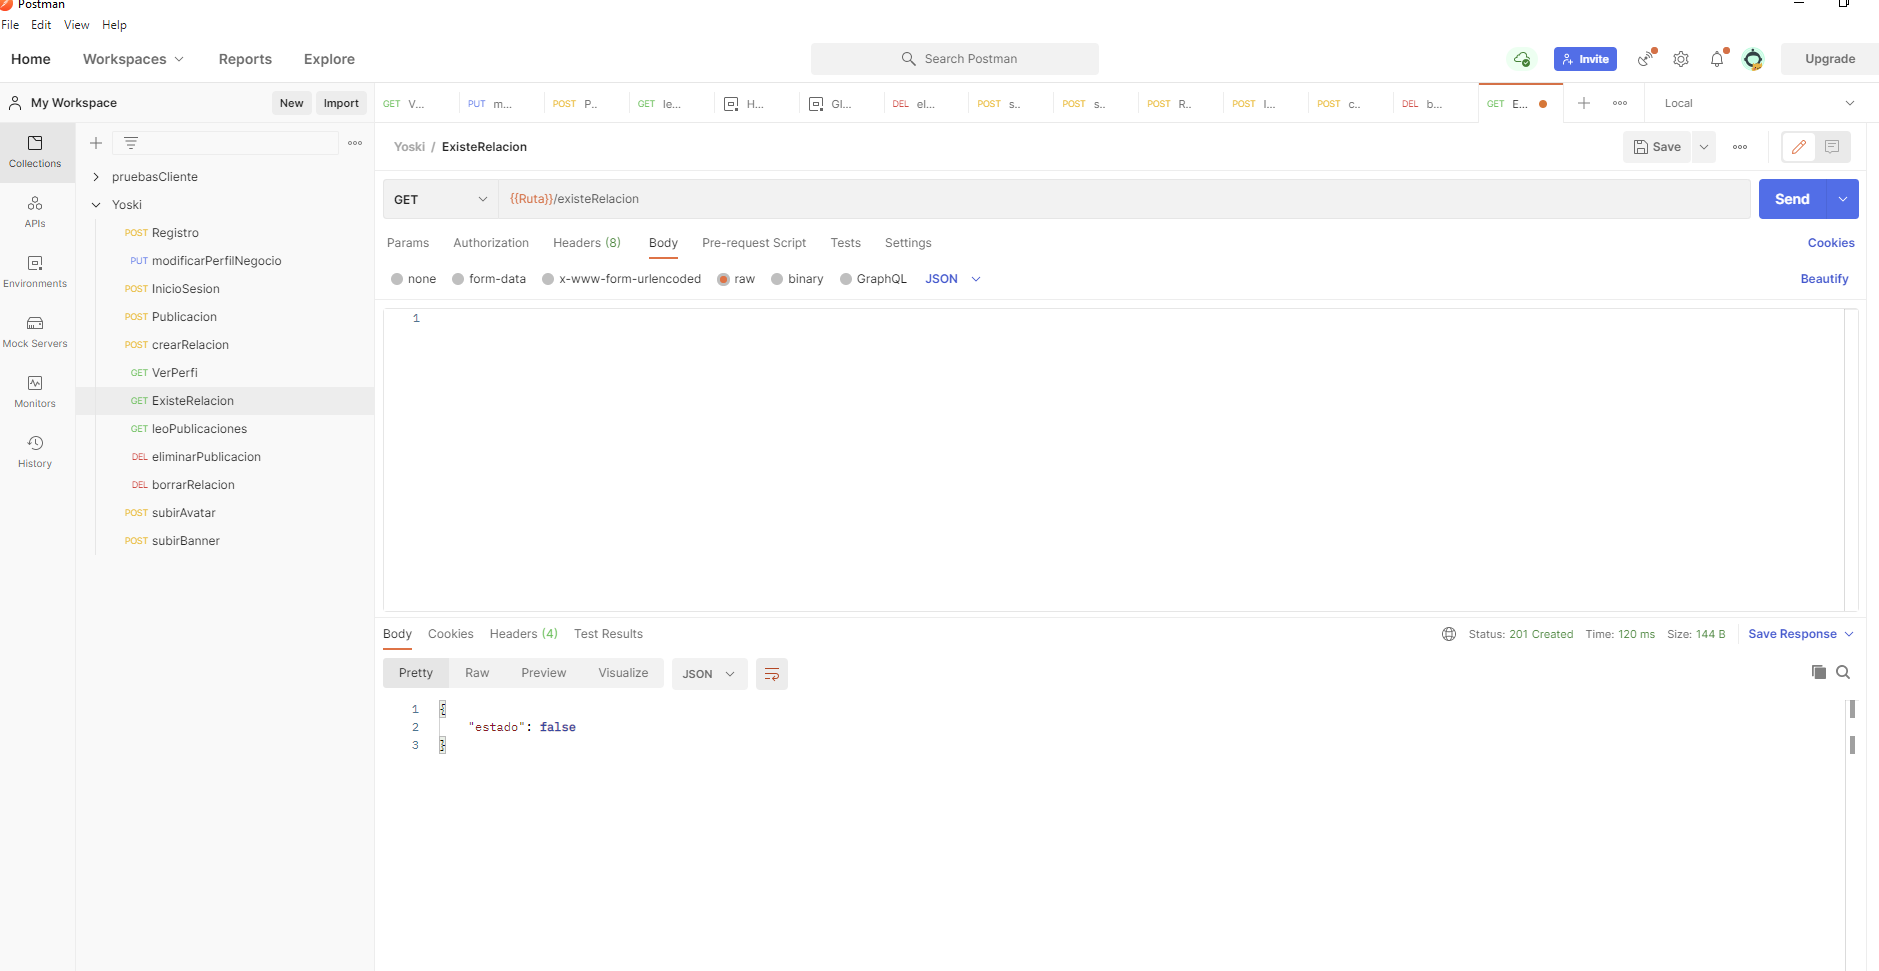 Postman
File Edit View Help
Home Workspaces Reports Explore Search Postman Invite Upgrade
My Workspace New Import
GET V... PUT m... POST P.. GET le... H... Gl... DEL el... POST s.. POST s.. POST R.. POST I... POST c.. DEL b... GET E... Local
Collections
APIs
Environments
Mock Servers
Monitors
History
pruebasCliente
Yoski
POST Registro
PUT modificarPerfilNegocio
POST InicioSesion
POST Publicacion
POST crearRelacion
GET VerPerfi
GET ExisteRelacion
GET leoPublicaciones
DEL eliminarPublicacion
DEL borrarRelacion
POST subirAvatar
POST subirBanner
Yoski / ExisteRelacion Save
GET {{Ruta}}/existeRelacion Send
Params Authorization Headers (8) Body Pre-request Script Tests Settings Cookies
none form-data x-www-form-urlencoded raw binary GraphQL JSON Beautify
1
Body Cookies Headers (4) Test Results Status: 201 Created Time: 120 ms Size: 144 B Save Response
Pretty Raw Preview Visualize JSON
1 {
2 "estado": false
3 }